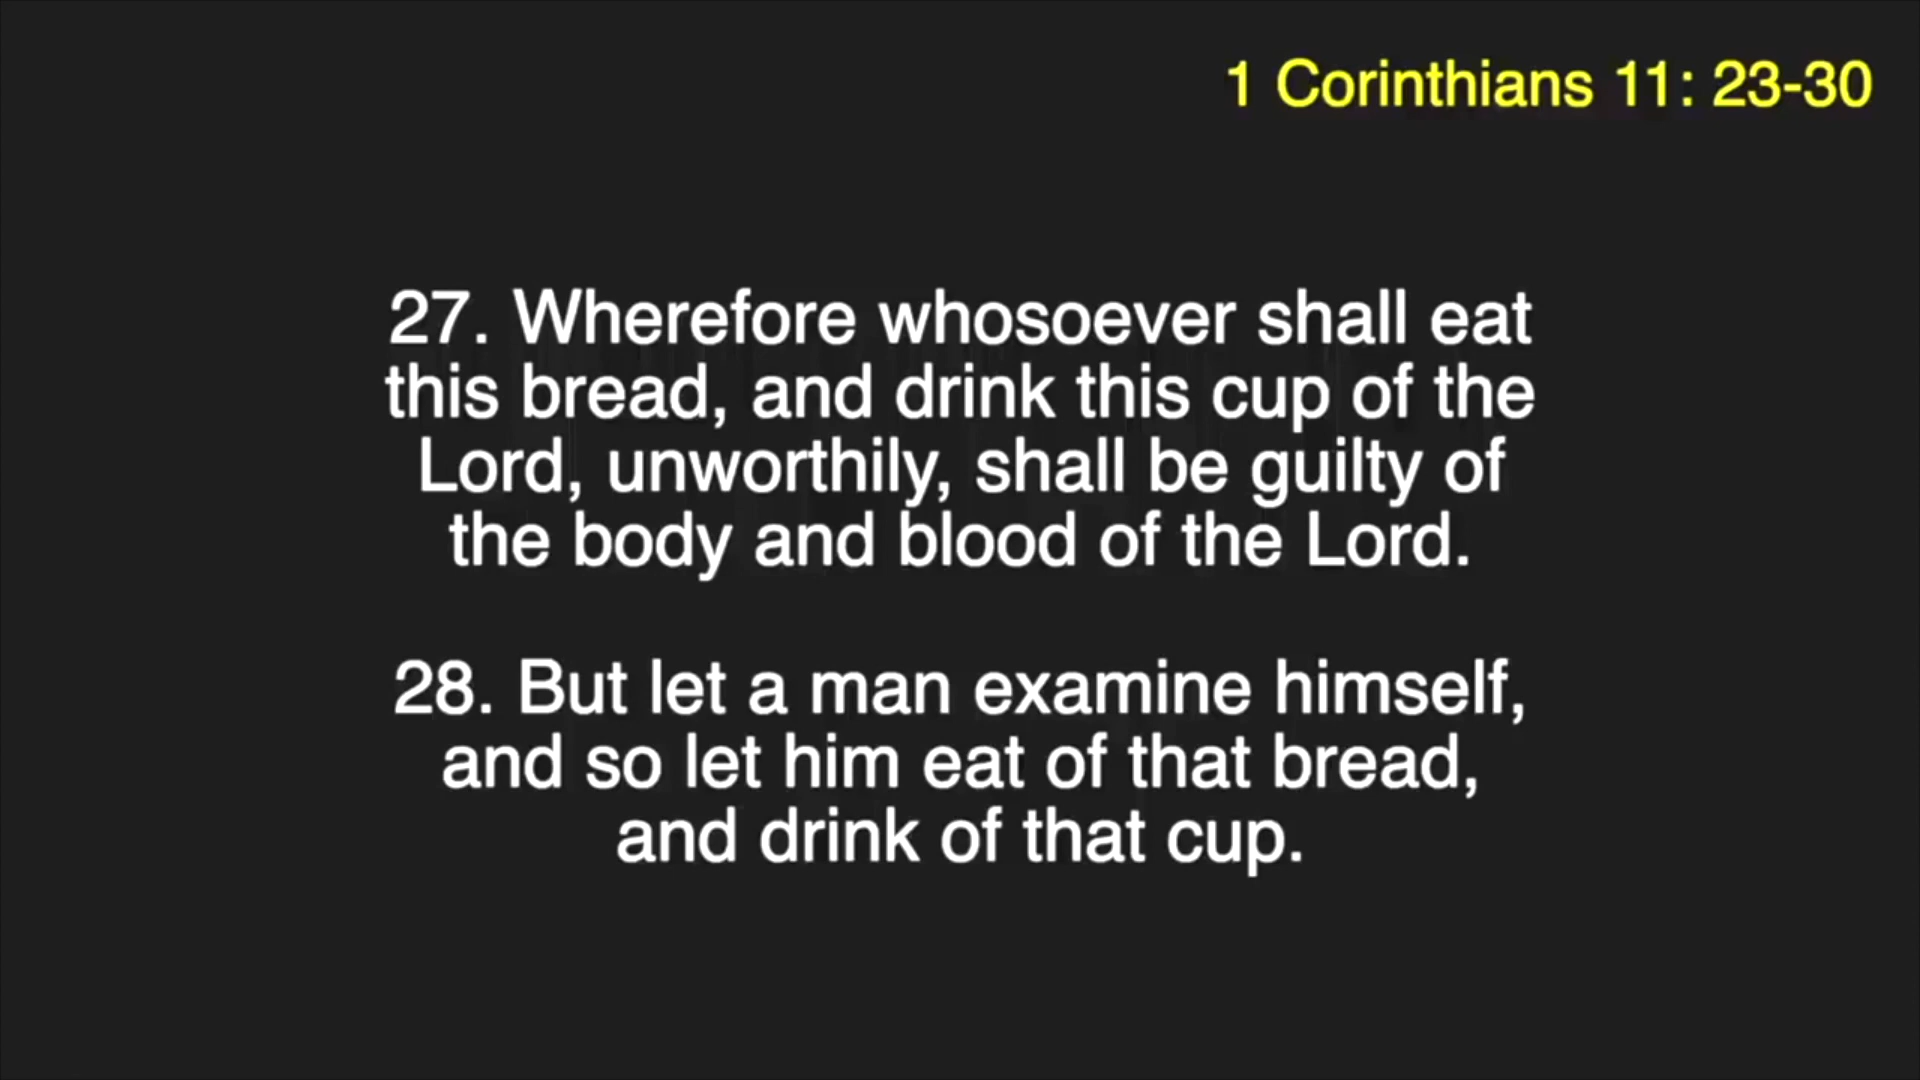 1 Corinthians 11: 23-30
27. Wherefore whosoever shall eat
this bread, and drink this cup of the
Lord, unworthily, shall be guilty of
the body and blood of the Lord.
28. But let a man examine himself,
and so let him eat of that bread,
and drink of that cup.